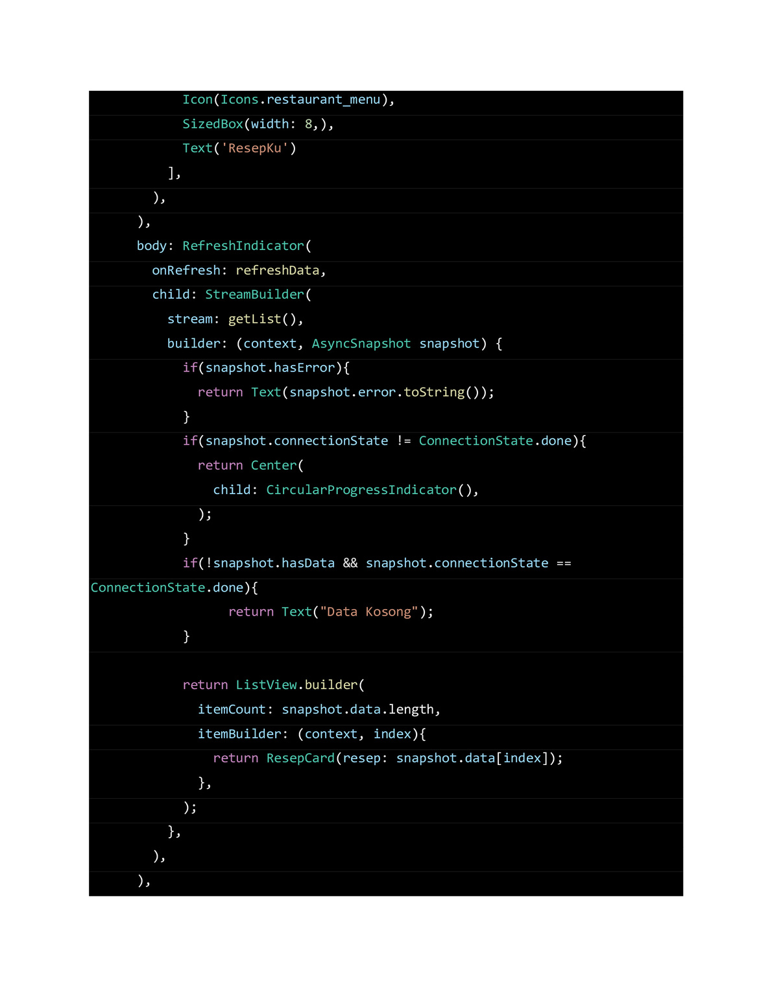 Icon(Icons.restaurant_menu),
            SizedBox(width: 8,),
            Text('ResepKu')
          ],
        ),
      ),
      body: RefreshIndicator(
        onRefresh: refreshData,
        child: StreamBuilder(
          stream: getList(),
          builder: (context, AsyncSnapshot snapshot) {
            if(snapshot.hasError){
              return Text(snapshot.error.toString());
            }
            if(snapshot.connectionState != ConnectionState.done){
              return Center(
                child: CircularProgressIndicator(),
              );
            }
            if(!snapshot.hasData && snapshot.connectionState ==
ConnectionState.done){
                  return Text("Data Kosong");
            }

            return ListView.builder(
              itemCount: snapshot.data.length,
              itemBuilder: (context, index){
                return ResepCard(resep: snapshot.data[index]);
              },
            );
          },
        ),
      ),